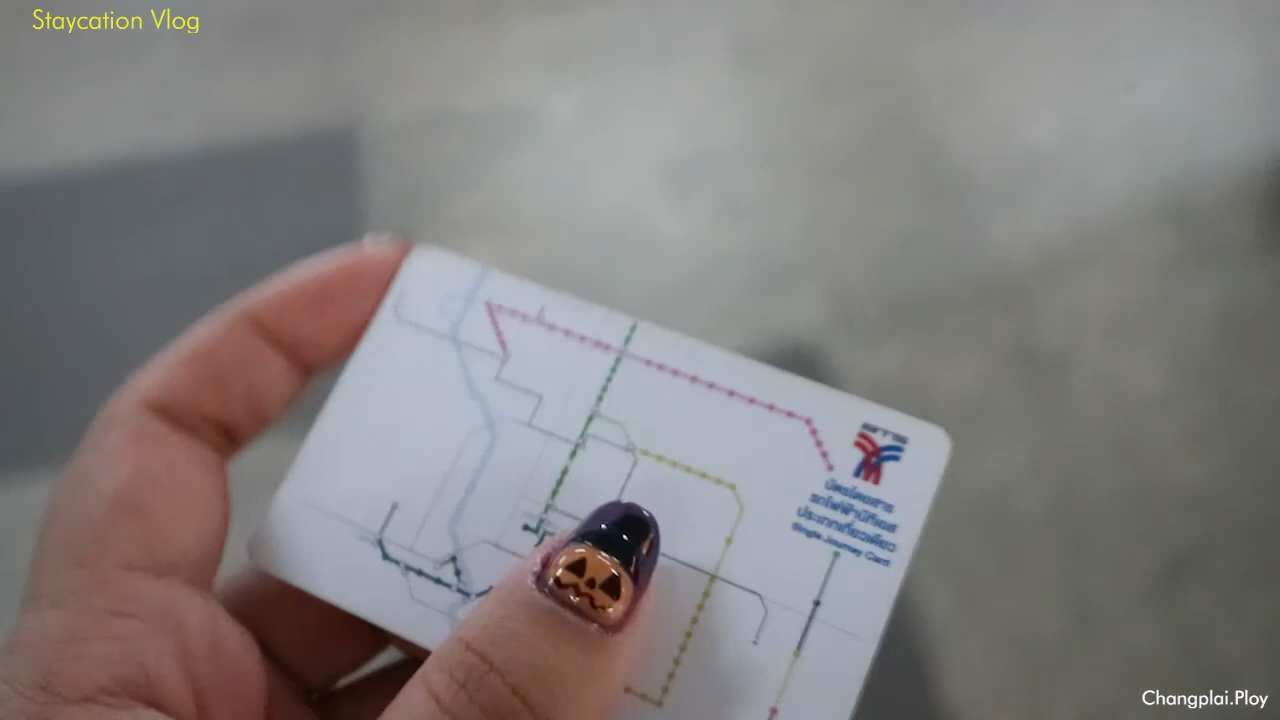 Staycation Vlog
BTS
บัตรโดยสาร
รถไฟฟ้าบีทีเอส
ประเภทเที่ยวเดียว
Single Journey Card
Changplai.Ploy